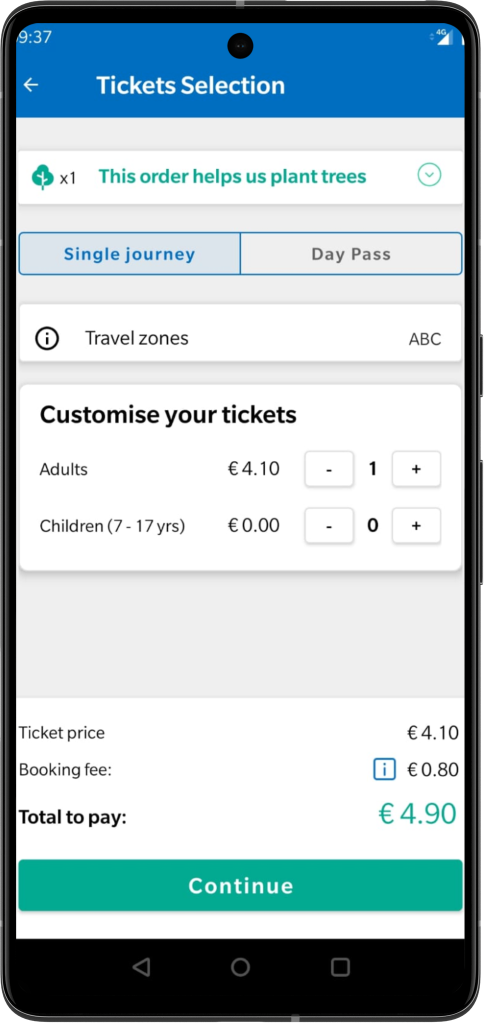 9:37
4G
Tickets Selection
x1 This order helps us plant trees
Single journey Day Pass
Travel zones ABC
Customise your tickets
Adults € 4.10 - 1 +
Children (7 - 17 yrs) € 0.00 - 0 +
Ticket price € 4.10
Booking fee: i € 0.80
Total to pay: € 4.90
Continue